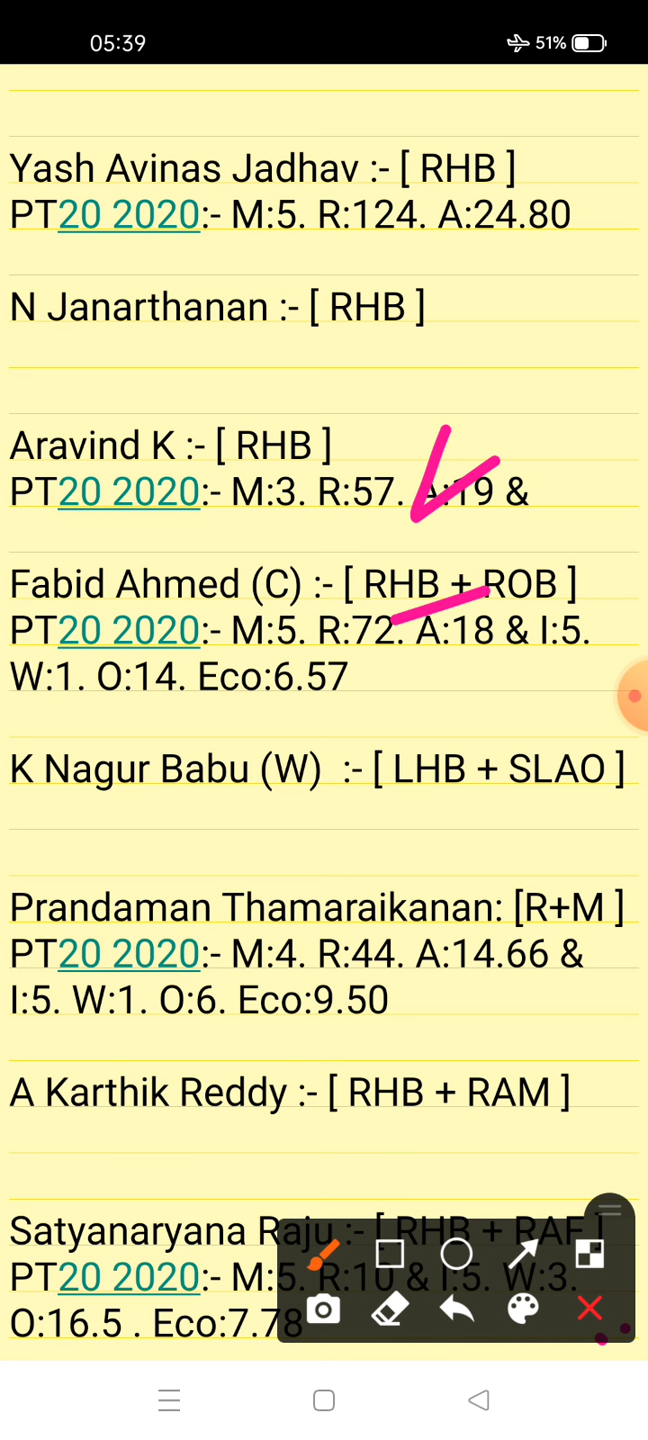 05:39
51%
Yash Avinas Jadhav :- [ RHB ]
PT20 2020:- M:5. R:124. A:24.80
N Janarthanan :- [ RHB ]
Aravind K :- [ RHB ]
PT20 2020:- M:3. R:57. A:19 &
Fabid Ahmed (C) :- [ RHB + ROB ]
PT20 2020:- M:5. R:72. A:18 & I:5.
W:1. O:14. Eco:6.57
K Nagur Babu (W) :- [ LHB + SLAO ]
Prandaman Thamaraikanan: [R+M ]
PT20 2020:- M:4. R:44. A:14.66 &
I:5. W:1. O:6. Eco:9.50
A Karthik Reddy :- [ RHB + RAM ]
Satyanaryana Raju :- [ RHB + RAF ]
PT20 2020:- M:5. R:10 & I:5. W:3.
O:16.5 . Eco:7.78